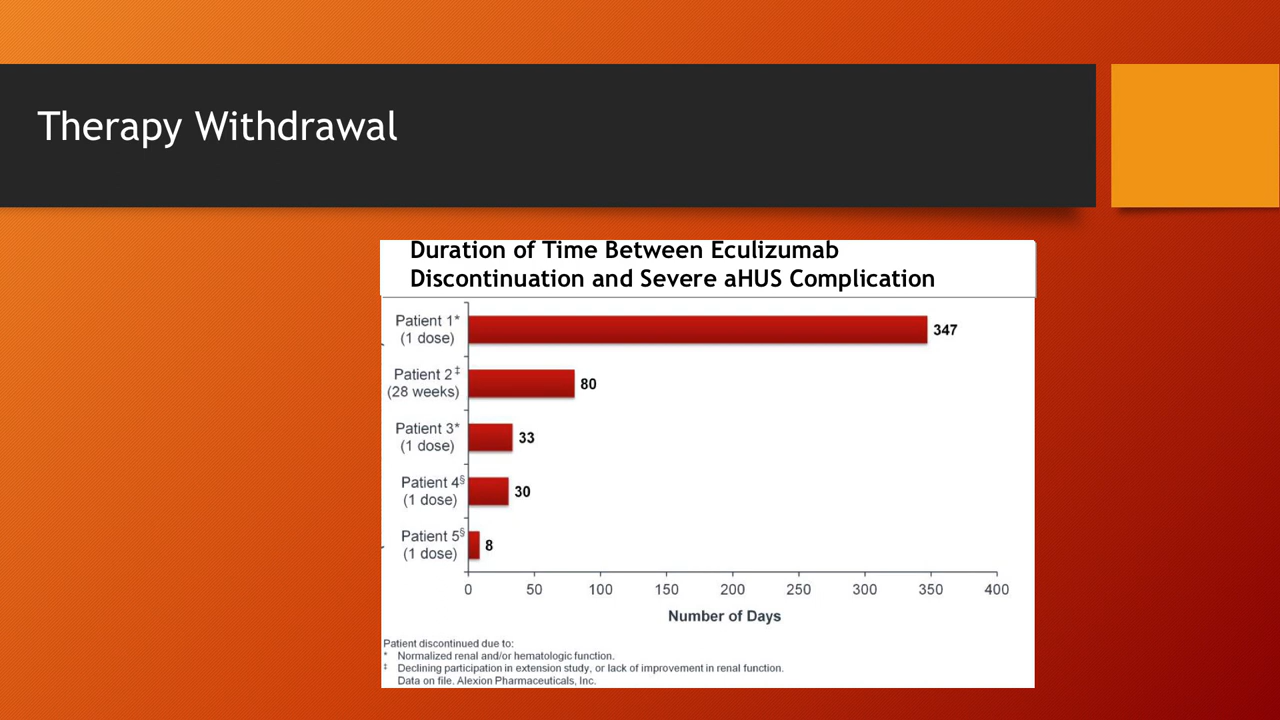 Therapy Withdrawal
Duration of Time Between Eculizumab
Discontinuation and Severe aHUS Complication
Patient 1*
(1 dose)
347
Patient 2‡
(28 weeks)
80
Patient 3*
(1 dose)
33
Patient 4§
(1 dose)
30
Patient 5§
(1 dose)
8
0 50 100 150 200 250 300 350 400
Number of Days
Patient discontinued due to:
* Normalized renal and/or hematologic function.
‡ Declining participation in extension study, or lack of improvement in renal function.
Data on file. Alexion Pharmaceuticals, Inc.